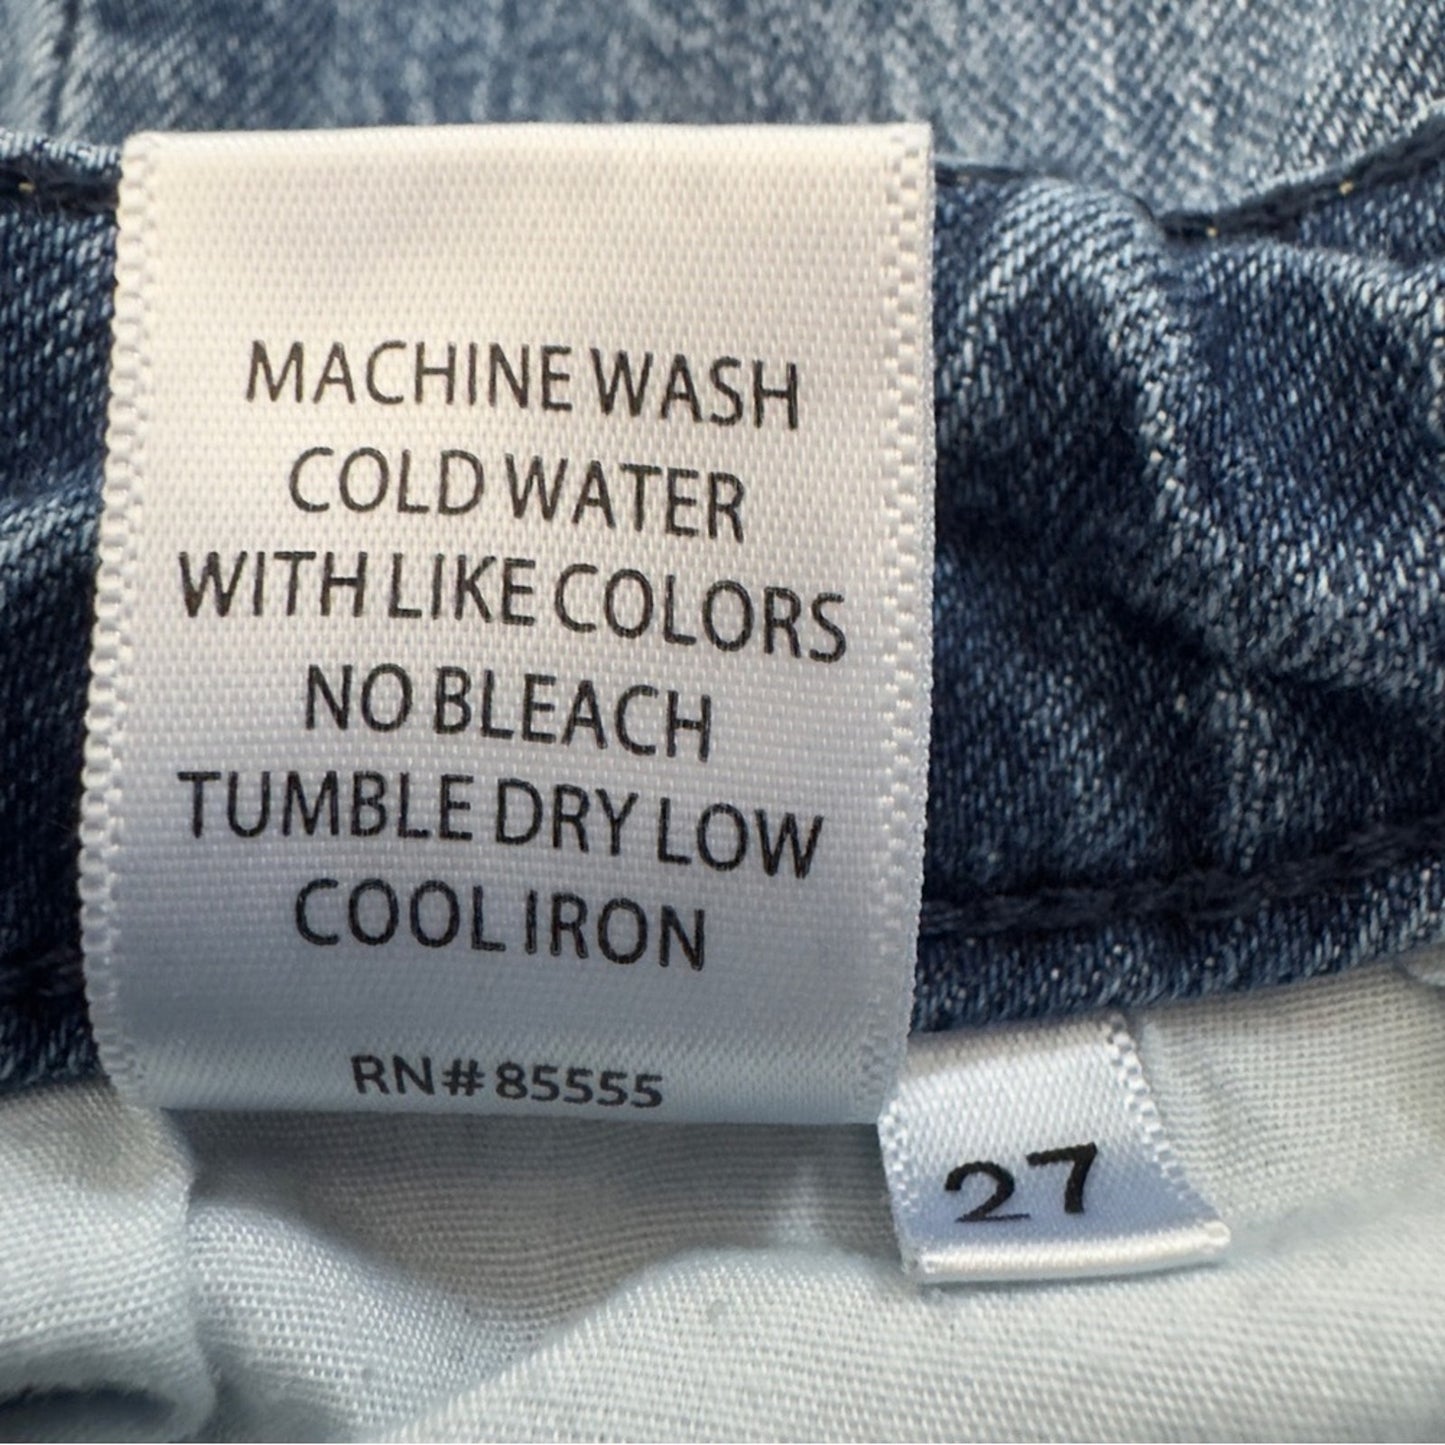 MACHINE WASH
COLD WATER
WITH LIKE COLORS
NO BLEACH
TUMBLE DRY LOW
COOL IRON
RN# 85555
27